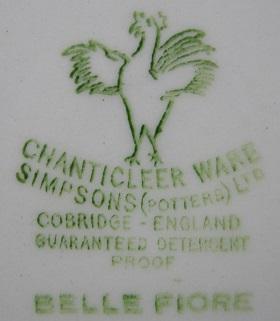 CHANTICLEER WARE
SIMPSONS (POTTERS) LTD
COBRIDGE - ENGLAND
GUARANTEED DETERGENT
PROOF
BELLE FIORE